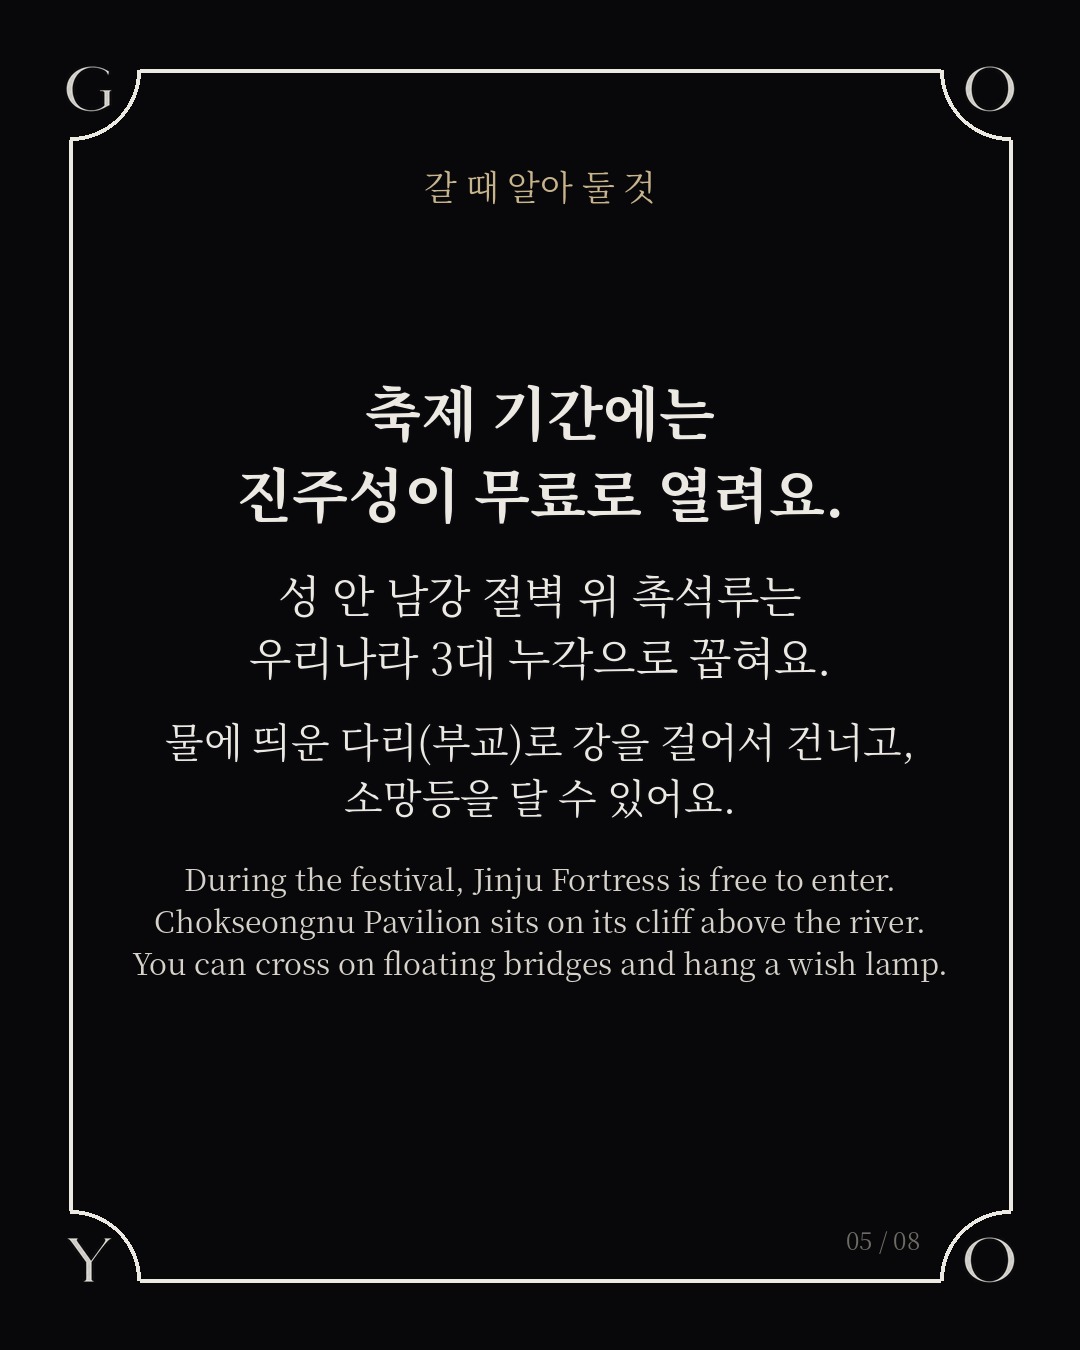 G O
갈 때 알아 둘 것
축제 기간에는
진주성이 무료로 열려요.
성 안 남강 절벽 위 촉석루는
우리나라 3대 누각으로 꼽혀요.
물에 띄운 다리(부교)로 강을 걸어서 건너고,
소망등을 달 수 있어요.
During the festival, Jinju Fortress is free to enter.
Chokseongnu Pavilion sits on its cliff above the river.
You can cross on floating bridges and hang a wish lamp.
05 / 08
Y O